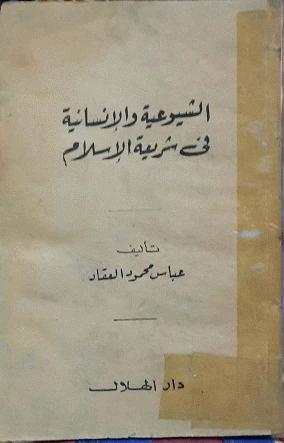 الشيوعية والإنسانية
في شريعة الإسلام
تأليف
عباس محمود العقاد
دار الهلال